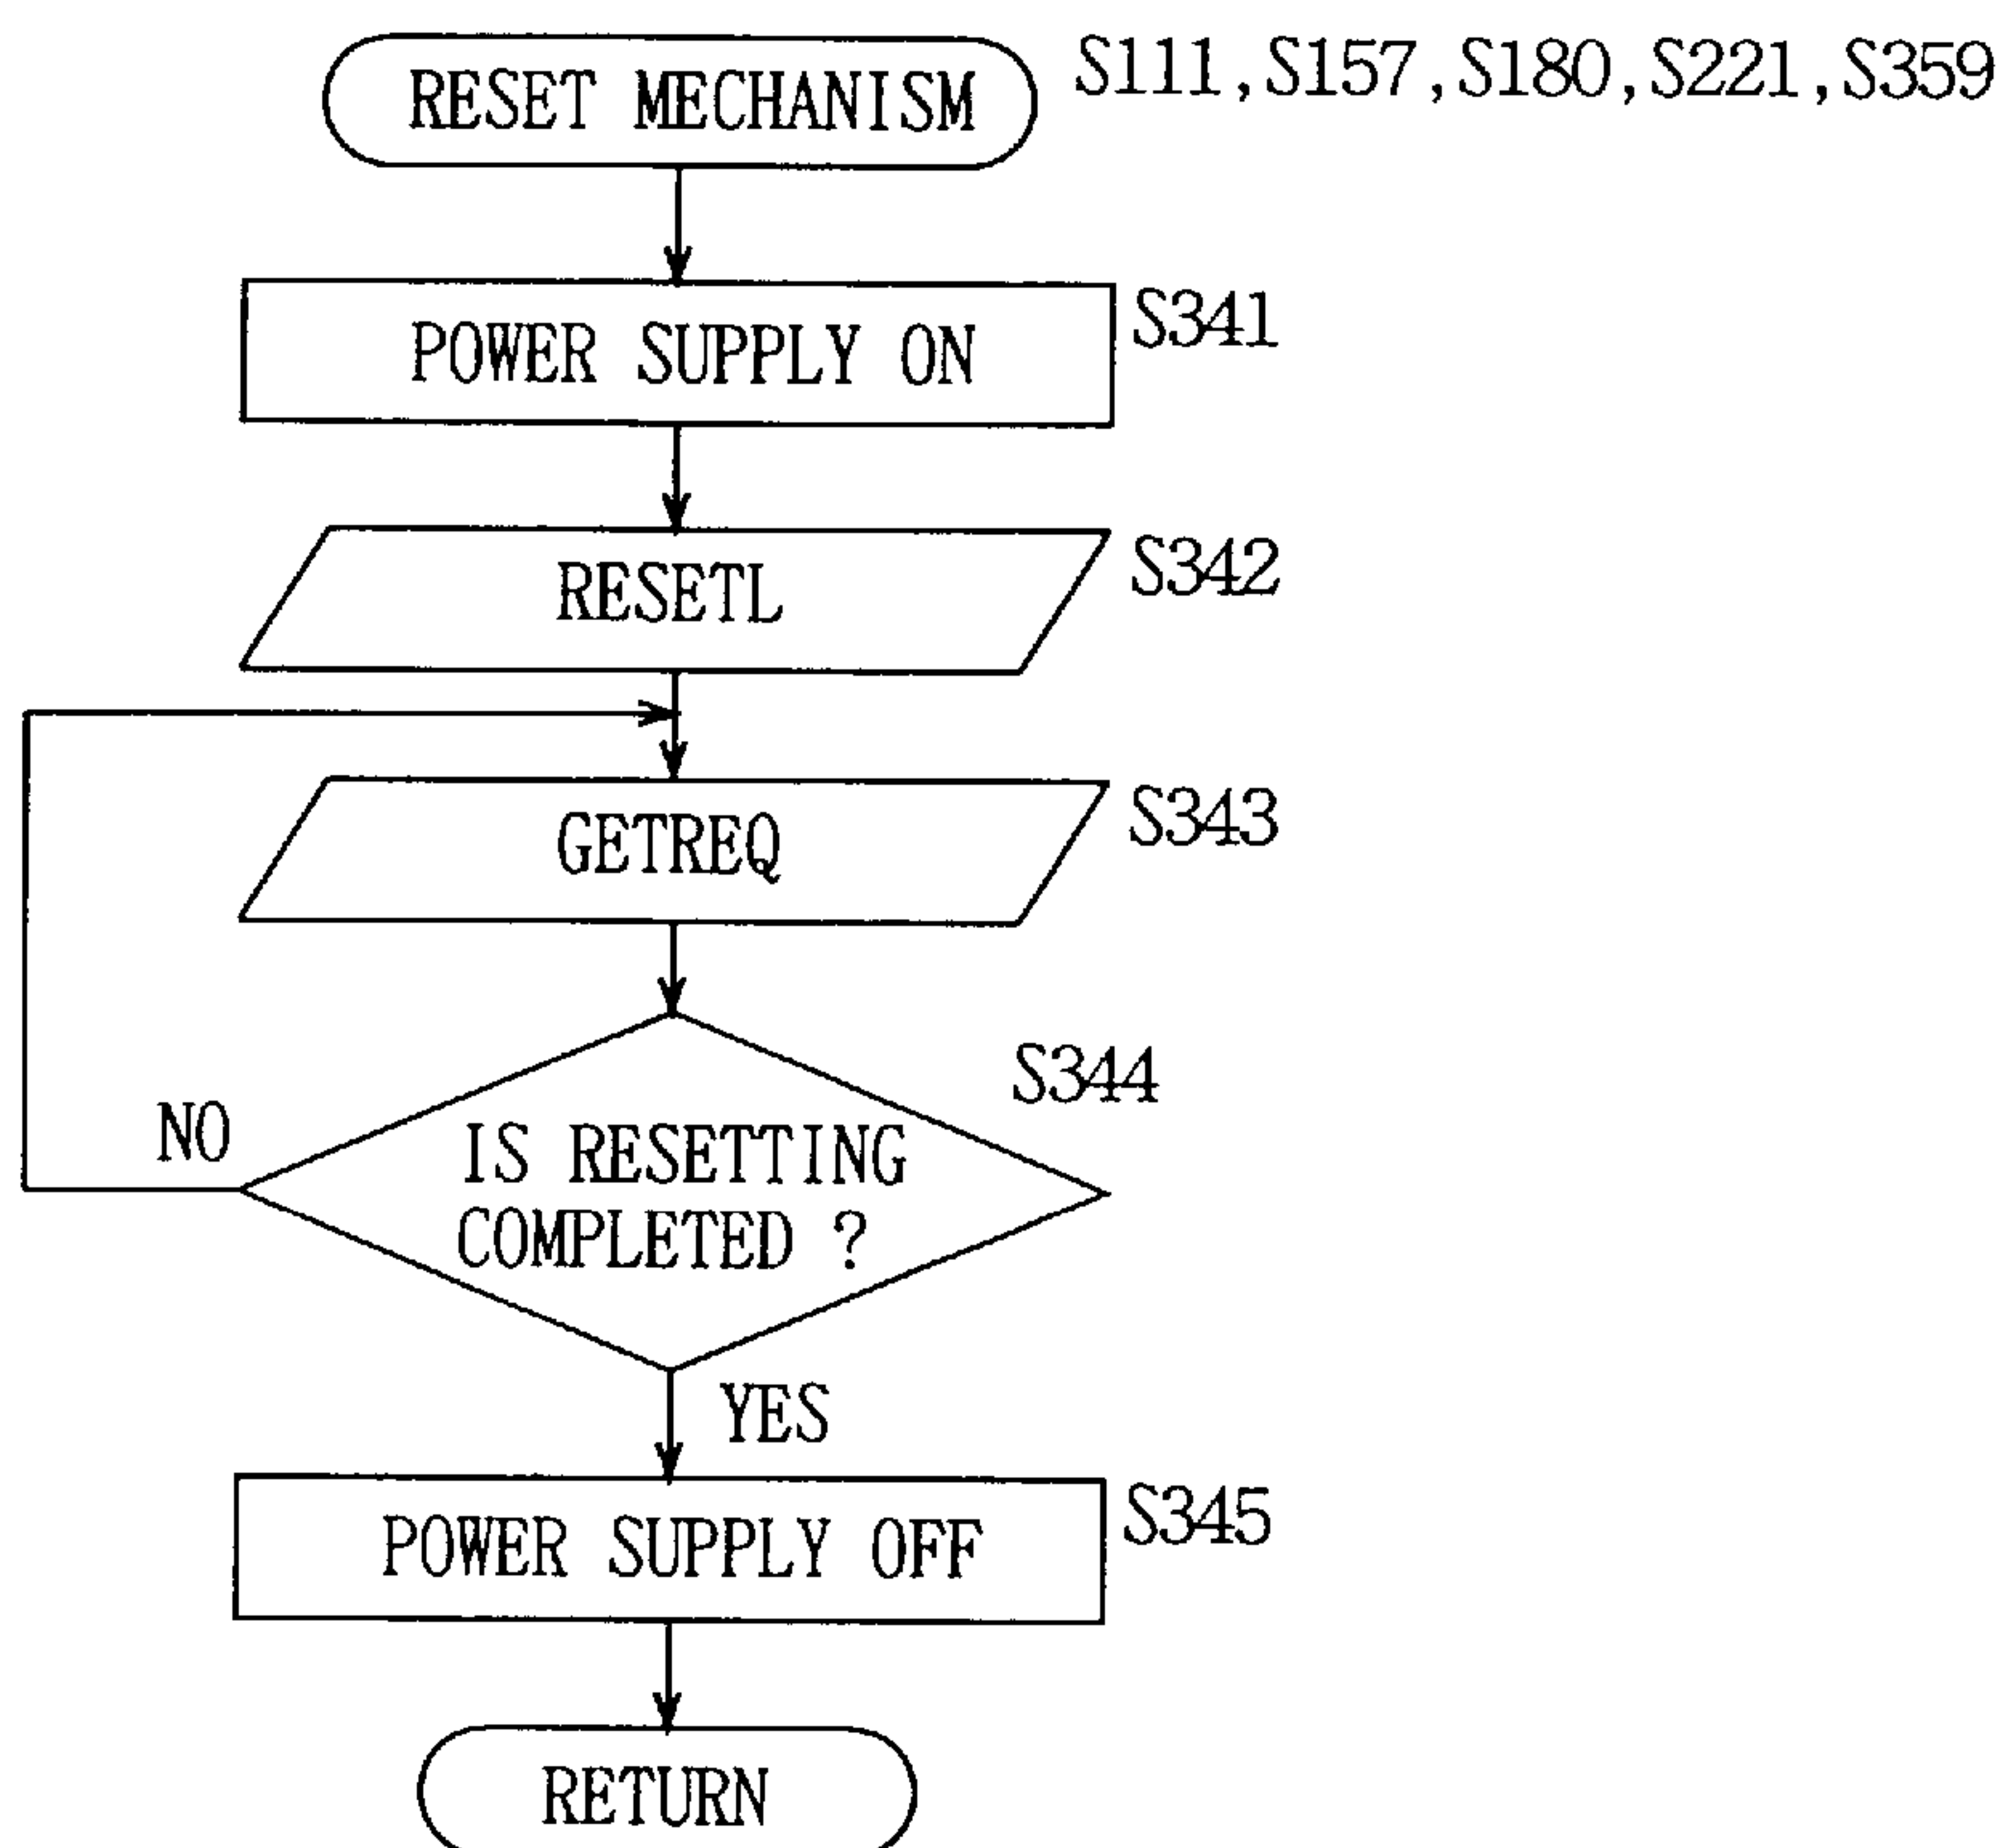 RESET MECHANISM
S111,S157,S180,S221,S359
POWER SUPPLY ON
S341
RESETL
S342
GETREQ
S343
S344
NO
IS RESETTING
COMPLETED ?
YES
POWER SUPPLY OFF
S345
RETURN